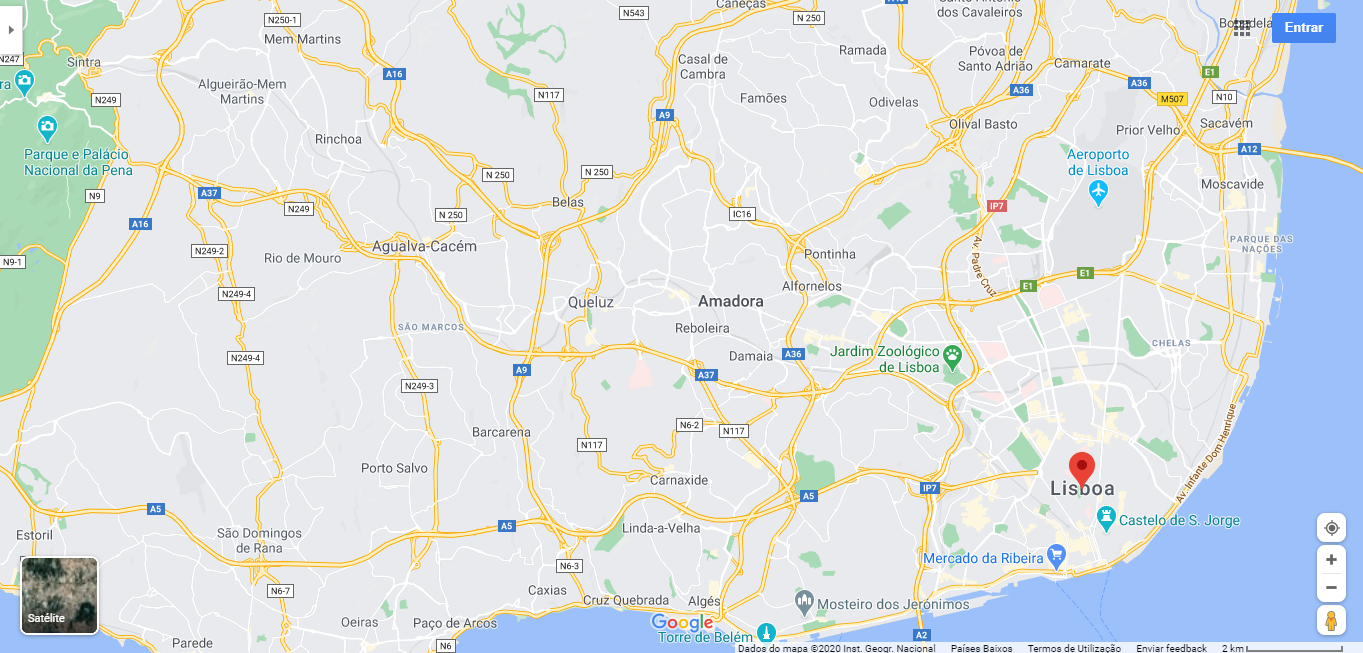 Caneças
dos Cavaleiros
N543
N 250
N250-1
Mem Martins
Entrar
Ramada
Póvoa de
Santo Adrião
Camarate
N247
Sintra
Casal de
Cambra
A16
E1
A36
A36
Algueirão-Mem
Martins
N249
N117
Famões
Odivelas
M507
N10
A9
Olival Basto
Prior Velho
Sacavém
Rinchoa
Parque e Palácio
Nacional da Pena
Aeroporto
de Lisboa
A12
N 250
N 250
Moscavide
N9
A37
Belas
IP7
N249
N 250
IC16
A16
Agualva-Cacém
PARQUE DAS
NAÇÕES
N249-2
Rio de Mouro
Pontinha
Av. Padre Cruz
N9-1
E1
Alfornelos
E1
N249-4
Queluz
Amadora
SÃO MARCOS
Reboleira
CHELAS
N249-4
Damaia
A36
Jardim Zoológico
de Lisboa
A9
A37
N249-3
N6-2
N117
Barcarena
N117
Av. Infante Dom Henrique
Porto Salvo
Carnaxide
Lisboa
IP7
A5
A5
A5
Castelo de S. Jorge
Estoril
São Domingos
de Rana
Linda-a-Velha
Mercado da Ribeira
N6-3
N6-7
Caxias
Cruz Quebrada
Algés
Mosteiro dos Jerónimos
Satélite
Oeiras
Paço de Arcos
Google
Torre de Belém
Parede
N6
A2
Dados do mapa ©2020 Inst. Geogr. Nacional
Países Baixos
Termos de Utilização
Enviar feedback
2 km